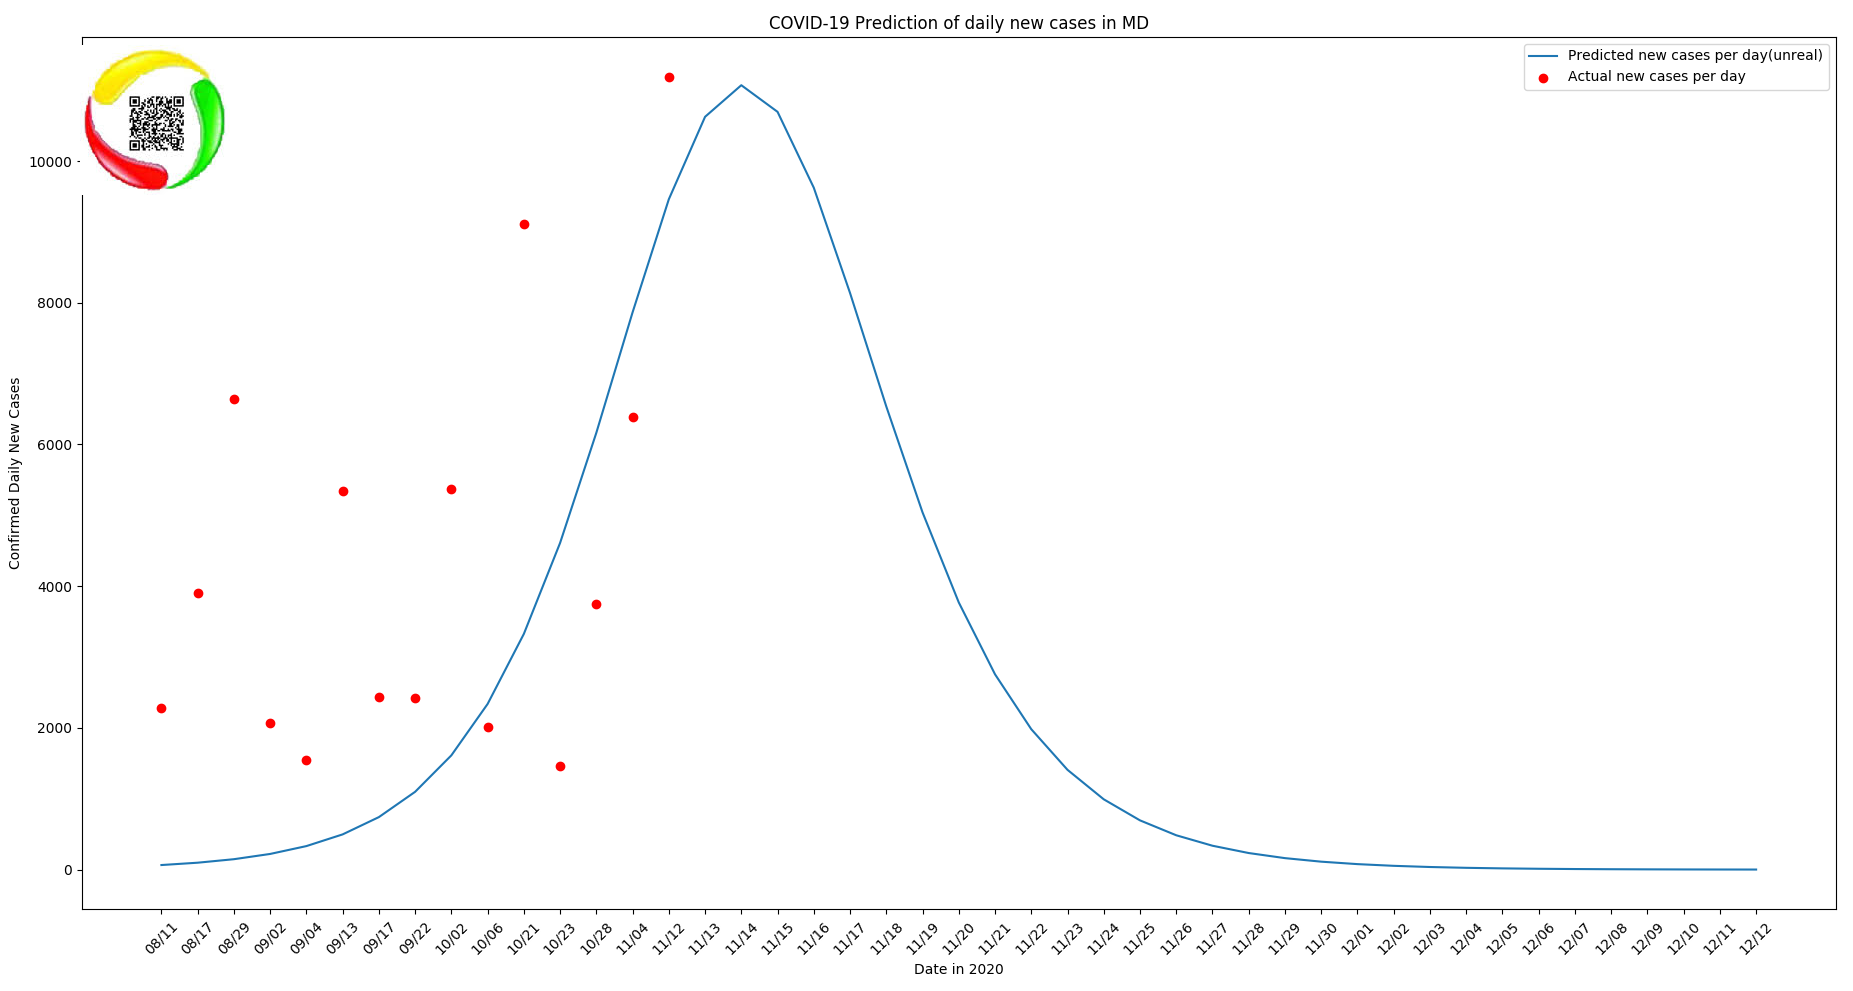 COVID-19 Prediction of daily new cases in MD
Predicted new cases per day(unreal)
Actual new cases per day
Confirmed Daily New Cases
10000
8000
6000
4000
2000
0
08/11 08/17 08/29 09/02 09/04 09/13 09/17 09/22 10/02 10/06 10/21 10/23 10/28 11/04 11/12 11/13 11/14 11/15 11/16 11/17 11/18 11/19 11/20 11/21 11/22 11/23 11/24 11/25 11/26 11/27 11/28 11/29 11/30 12/01 12/02 12/03 12/04 12/05 12/06 12/07 12/08 12/09 12/10 12/11 12/12
Date in 2020